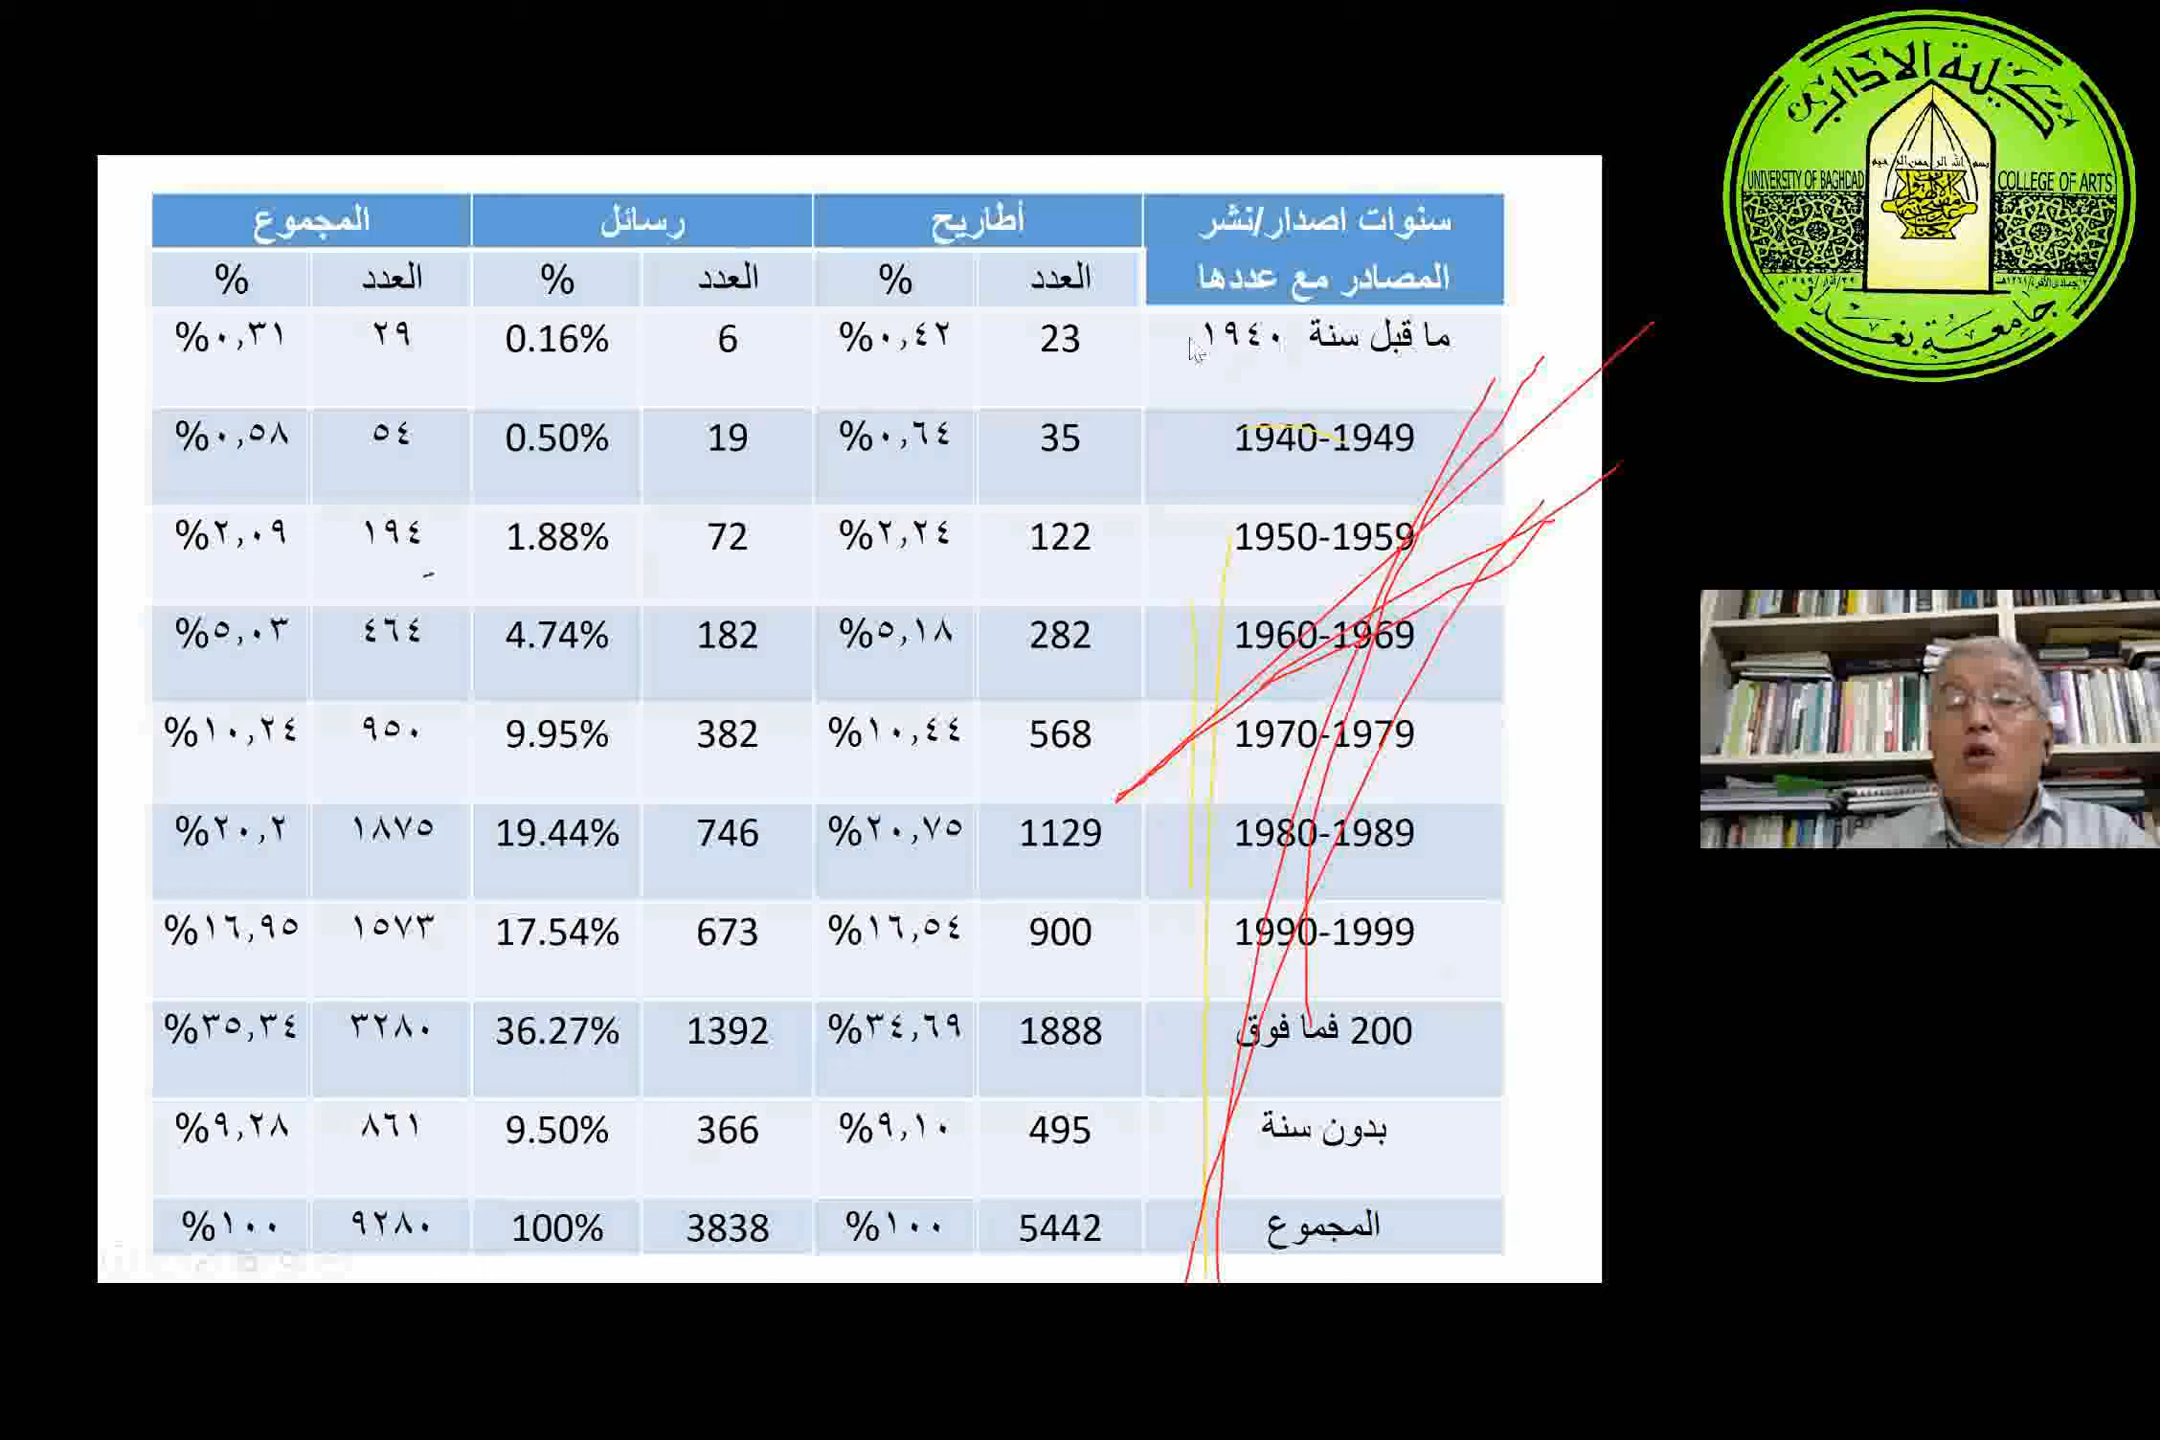 سنوات اصدار/نشر المصادر مع عددها	أطاريح	رسائل	المجموع
العدد	%	العدد	%	العدد	%
ما قبل سنة ١٩٤٠	23	%٠,٤٢	6	0.16%	٢٩	%٠,٣١
1940-1949	35	%٠,٦٤	19	0.50%	٥٤	%٠,٥٨
1950-1959	122	%٢,٢٤	72	1.88%	١٩٤	%٢,٠٩
1960-1969	282	%٥,١٨	182	4.74%	٤٦٤	%٥,٠٣
1970-1979	568	%١٠,٤٤	382	9.95%	٩٥٠	%١٠,٢٤
1980-1989	1129	%٢٠,٧٥	746	19.44%	١٨٧٥	%٢٠,٢
1990-1999	900	%١٦,٥٤	673	17.54%	١٥٧٣	%١٦,٩٥
200 فما فوق	1888	%٣٤,٦٩	1392	36.27%	٣٢٨٠	%٣٥,٣٤
بدون سنة	495	%٩,١٠	366	9.50%	٨٦١	%٩,٢٨
المجموع	5442	%١٠٠	3838	100%	٩٢٨٠	%١٠٠
كلية الاداب
بسم الله الرحمن الرحيم
UNIVERSITY OF BAGHDAD
COLLEGE OF ARTS
جامعة بغداد